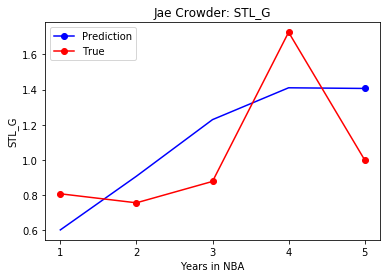 Jae Crowder: STL_G
Prediction
True
STL_G
1.6
1.4
1.2
1.0
0.8
0.6
1 2 3 4 5
Years in NBA